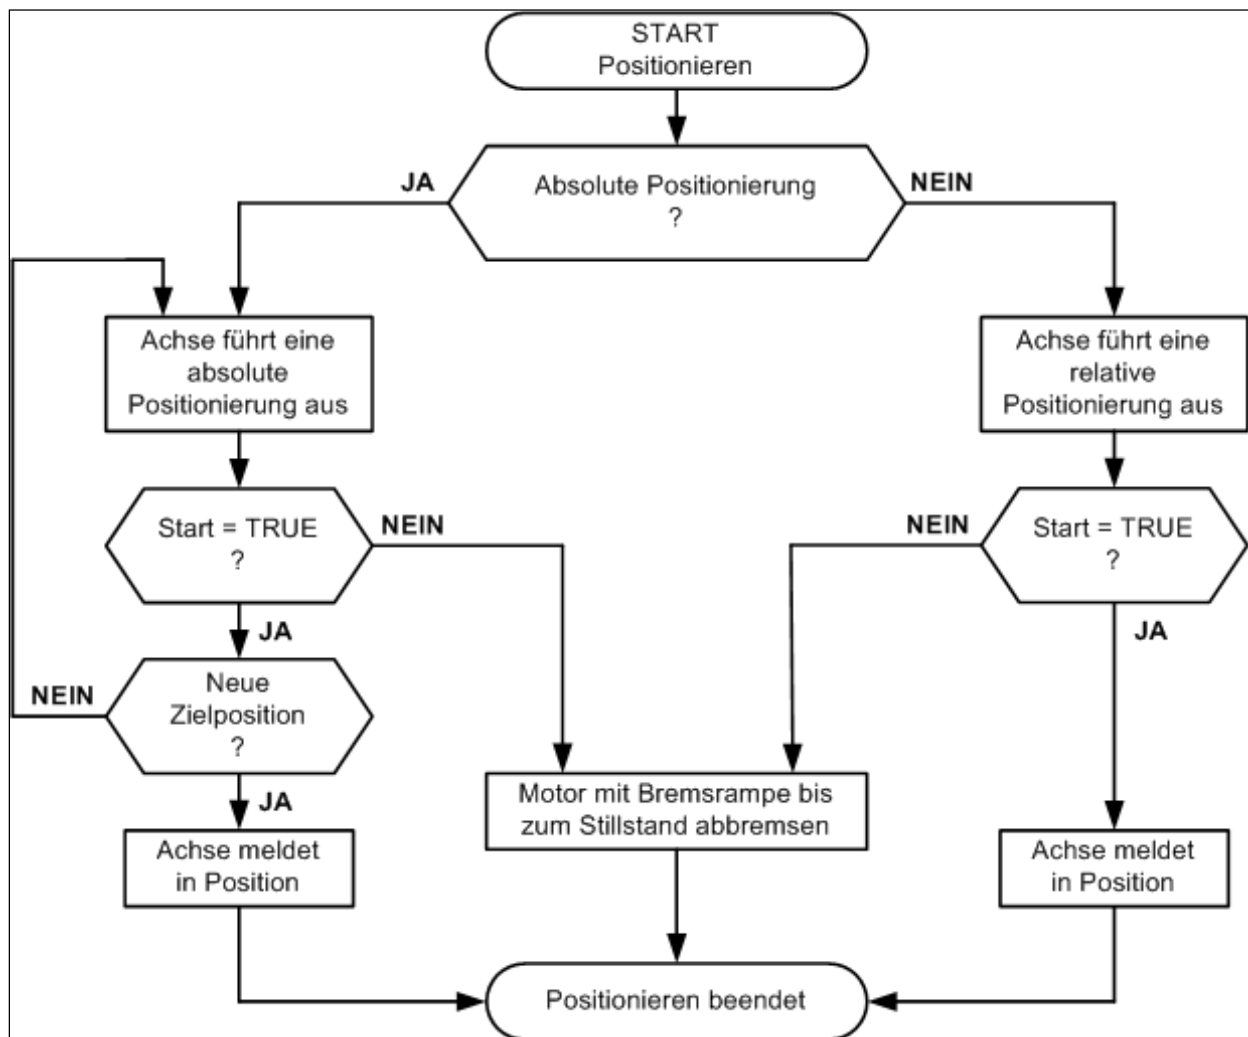 START
Positionieren
Absolute Positionierung
?
JA
NEIN
Achse führt eine
absolute
Positionierung aus
Achse führt eine
relative
Positionierung aus
Start = TRUE
?
NEIN
NEIN
Start = TRUE
?
JA
JA
NEIN
Neue
Zielposition
?
JA
Motor mit Bremsrampe bis
zum Stillstand abbremsen
Achse meldet
in Position
Achse meldet
in Position
Positionieren beendet